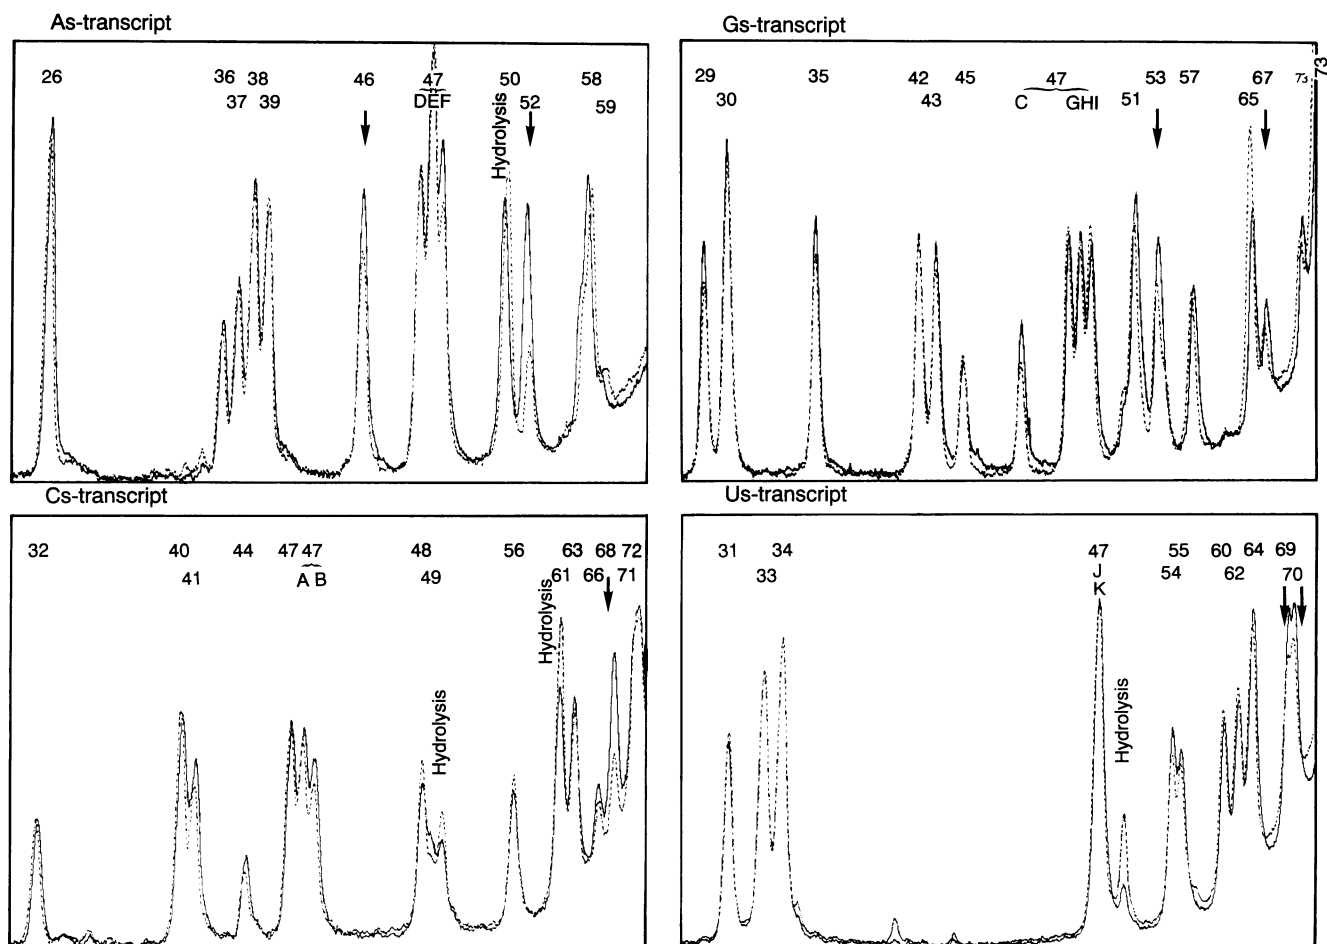 As-transcript
26 36 38 46 47 50 58
37 39 DEF 52 59
Hydrolysis
Gs-transcript
29 35 42 45 47 53 57 67 73 73
30 43 C GHI 51 65
Cs-transcript
32 40 44 47 47 48 56 63 68 72
41 A B 49 61 66 71
Hydrolysis
Hydrolysis
Us-transcript
31 34 47 55 60 64 69
33 J 54 62 70
K
Hydrolysis